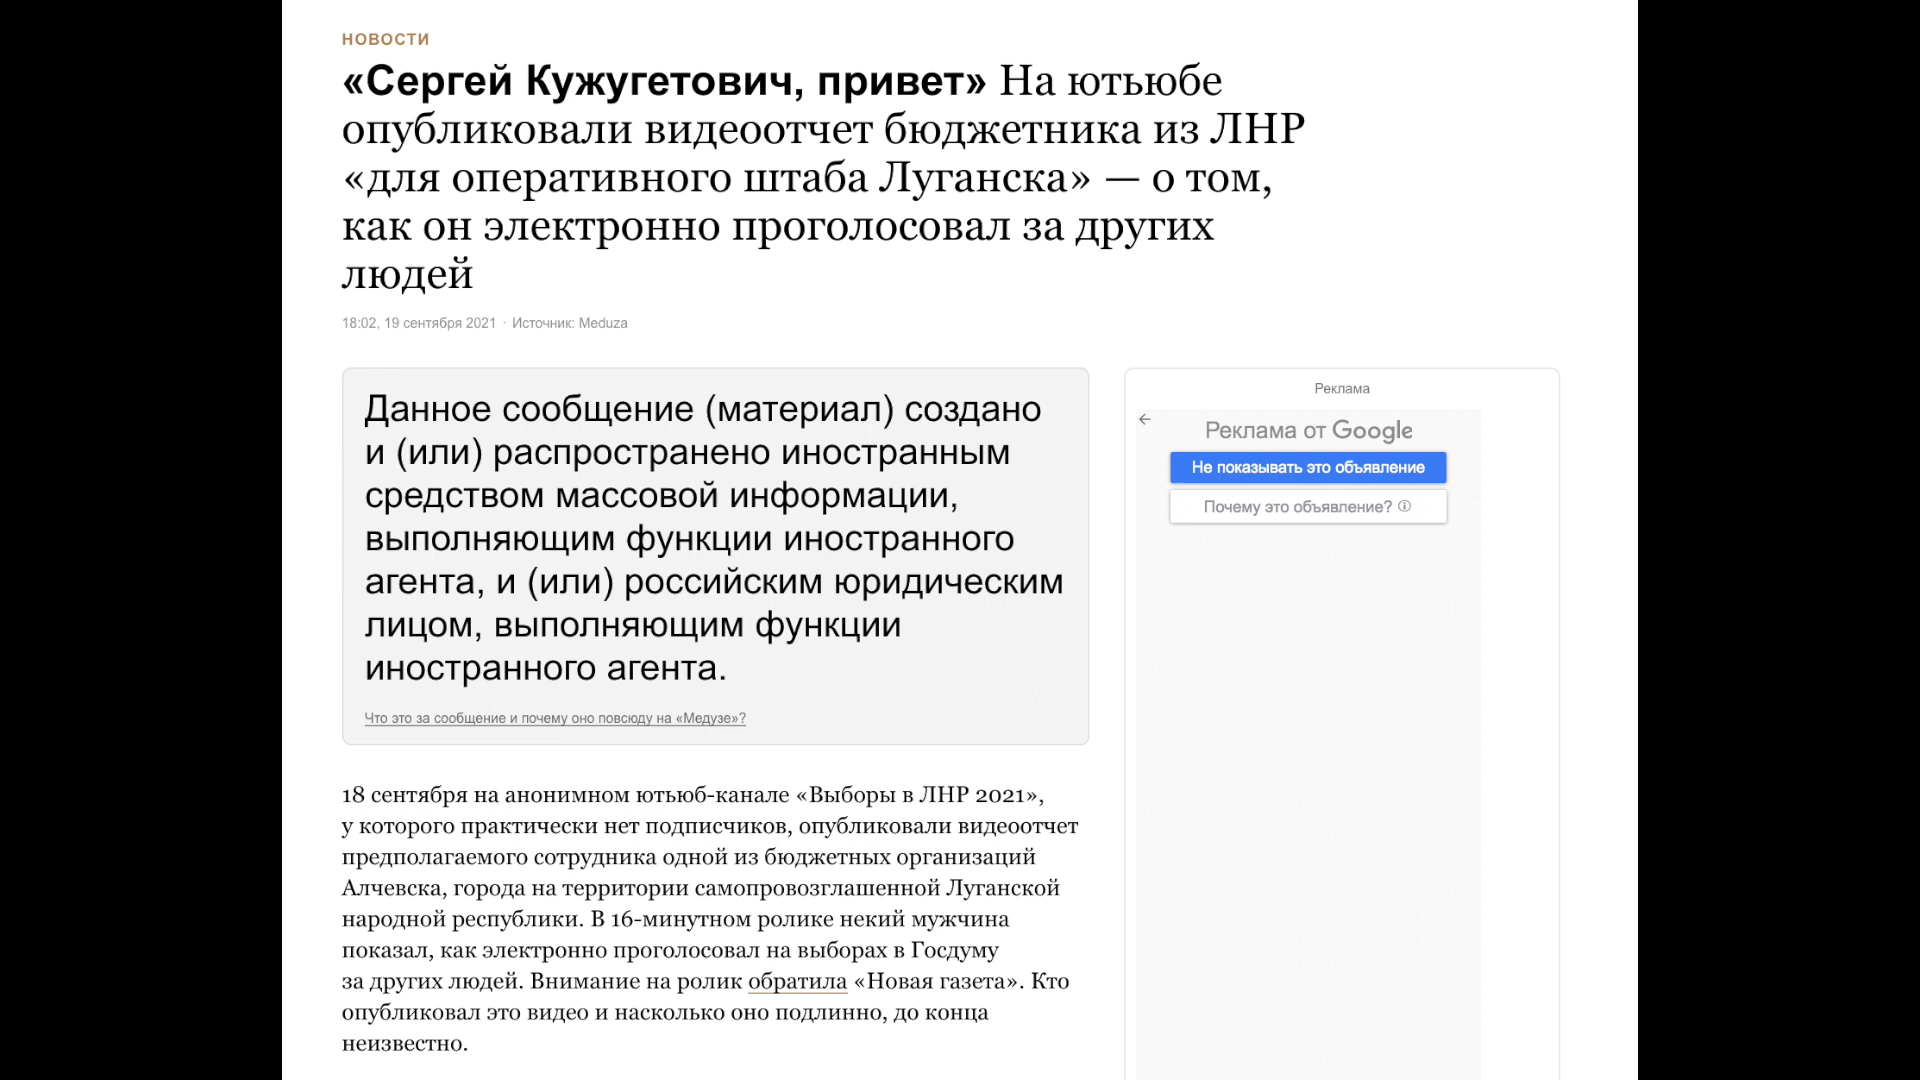 НОВОСТИ
«Сергей Кужугетович, привет» На ютьюбе
опубликовали видеоотчет бюджетника из ЛНР
«для оперативного штаба Луганска» — о том,
как он электронно проголосовал за других
людей
18:02, 19 сентября 2021 · Источник: Meduza
Данное сообщение (материал) создано
и (или) распространено иностранным
средством массовой информации,
выполняющим функции иностранного
агента, и (или) российским юридическим
лицом, выполняющим функции
иностранного агента.
Что это за сообщение и почему оно повсюду на «Медузе»?
18 сентября на анонимном ютьюб-канале «Выборы в ЛНР 2021»,
у которого практически нет подписчиков, опубликовали видеоотчет
предполагаемого сотрудника одной из бюджетных организаций
Алчевска, города на территории самопровозглашенной Луганской
народной республики. В 16-минутном ролике некий мужчина
показал, как электронно проголосовал на выборах в Госдуму
за других людей. Внимание на ролик обратила «Новая газета». Кто
опубликовал это видео и насколько оно подлинно, до конца
неизвестно.
Реклама
Реклама от Google
Не показывать это объявление
Почему это объявление?